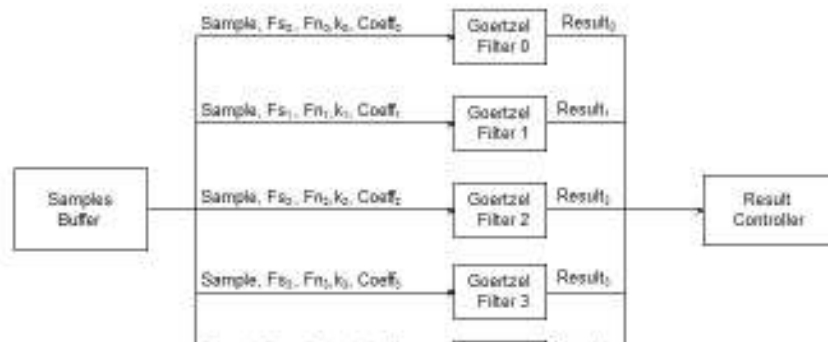 Sample, Fs₀, Fn₀,k₀, Coeff₀
Goertzel
Filter 0
Result₀
Sample, Fs₁, Fn₁,k₁, Coeff₁
Goertzel
Filter 1
Result₁
Samples
Buffer
Sample, Fs₂, Fn₂,k₂, Coeff₂
Goertzel
Filter 2
Result₂
Result
Controller
Sample, Fs₃, Fn₃,k₃, Coeff₃
Goertzel
Filter 3
Result₃